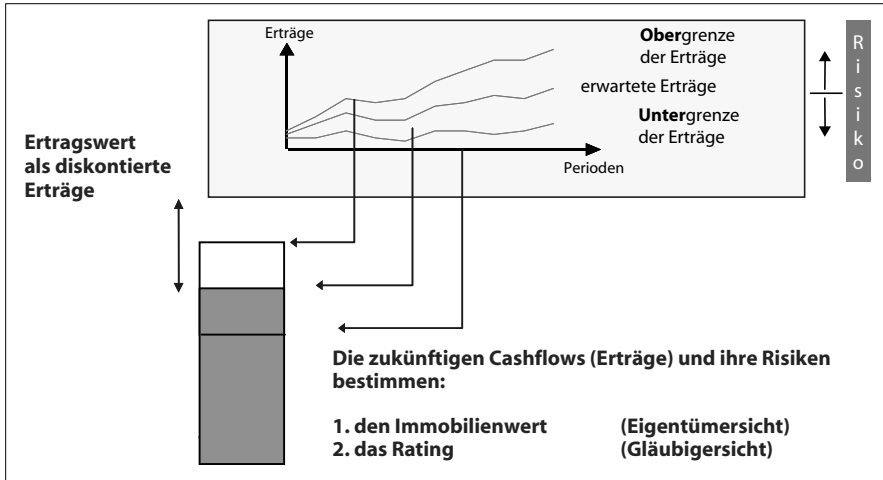 Erträge
Obergrenze
der Erträge
erwartete Erträge
Untergrenze
der Erträge
Perioden
Risiko
Ertragswert
als diskontierte
Erträge
Die zukünftigen Cashflows (Erträge) und ihre Risiken
bestimmen:
1. den Immobilienwert (Eigentümersicht)
2. das Rating (Gläubigersicht)